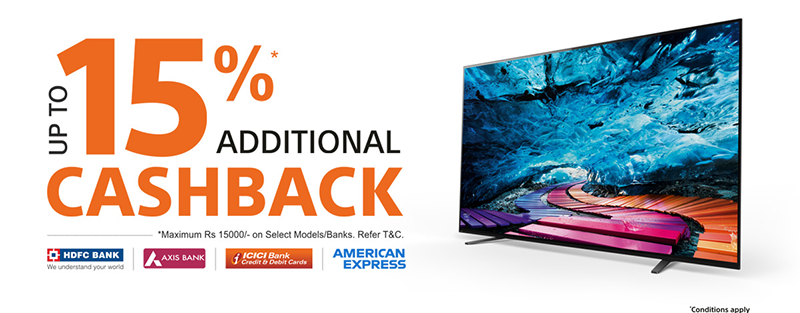 UP TO
15%*
ADDITIONAL
CASHBACK
*Maximum Rs 15000/- on Select Models/Banks. Refer T&C.
HDFC BANK
We understand your world
AXIS BANK
ICICI Bank
Credit & Debit Cards
AMERICAN
EXPRESS
*Conditions apply